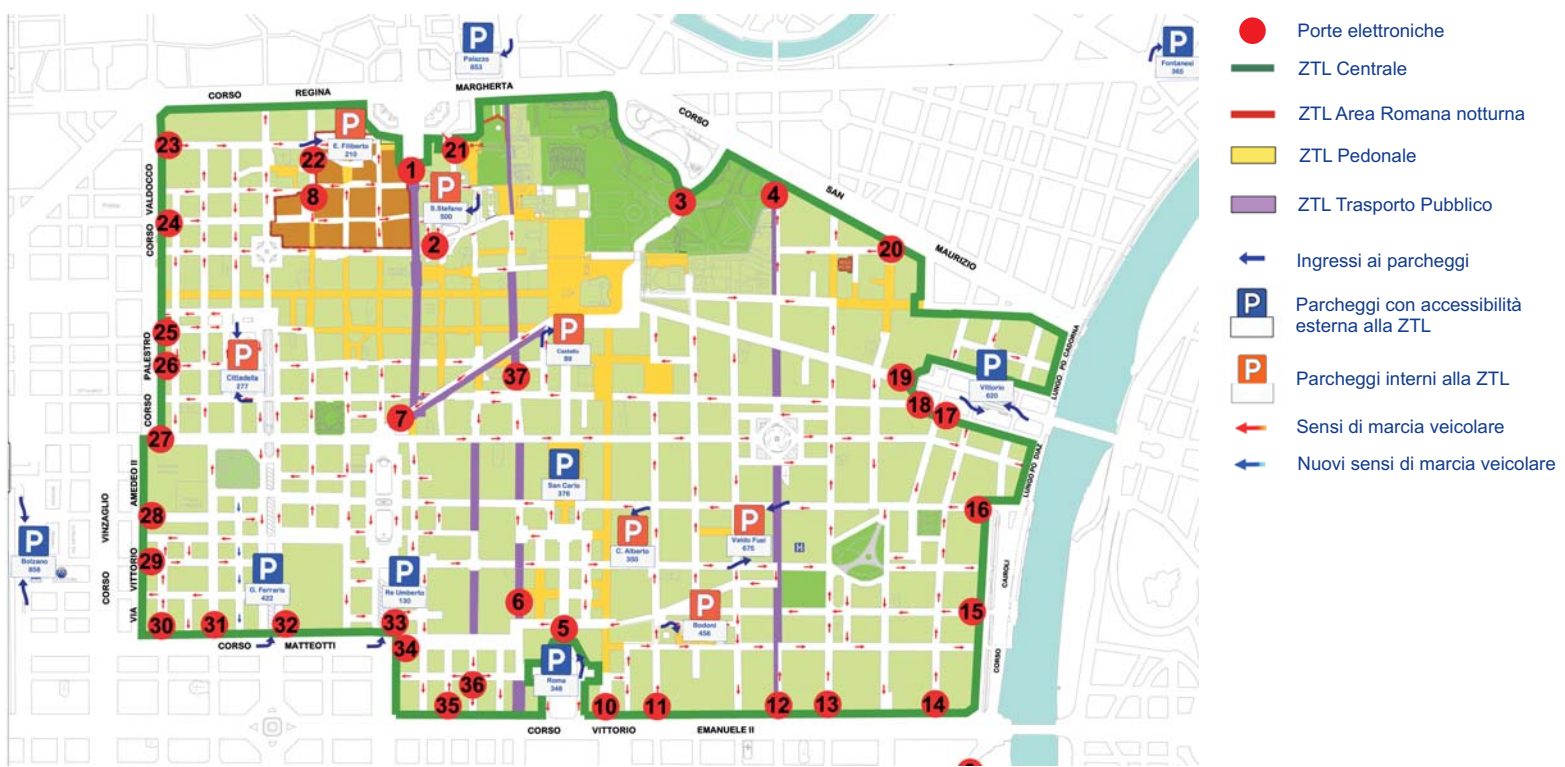 P
Palazzo
653
P
Fontanesi
365
CORSO
REGINA
MARGHERTA
CORSO
SAN
MAURIZIO
P
E. Filiberto
210
23
22
21
1
8
P
S.Stefano
500
3
4
24
2
20
VALDOCCO
CORSO
25
26
PALESTRO
CORSO
P
Cittadella
277
P
Castello
89
37
7
19
18
17
P
Vittorio
620
LUNGO PO CADORNA
LUNGO PO DIAZ
27
AMEDEO II
VITTORIO
VIA
VINZAGLIO
CORSO
28
29
P
Bolzano
858
P
San Carlo
376
P
C. Alberto
350
P
Valdo Fusi
675
H
16
CAIROLI
CORSO
P
G. Ferraris
422
P
Re Umberto
130
6
P
Bodoni
456
15
30
31
32
33
34
5
CORSO
MATTEOTTI
P
Roma
348
36
35
10
11
12
13
14
CORSO
VITTORIO
EMANUELE II
Porte elettroniche
ZTL Centrale
ZTL Area Romana notturna
ZTL Pedonale
ZTL Trasporto Pubblico
Ingressi ai parcheggi
P
Parcheggi con accessibilità
esterna alla ZTL
P
Parcheggi interni alla ZTL
Sensi di marcia veicolare
Nuovi sensi di marcia veicolare